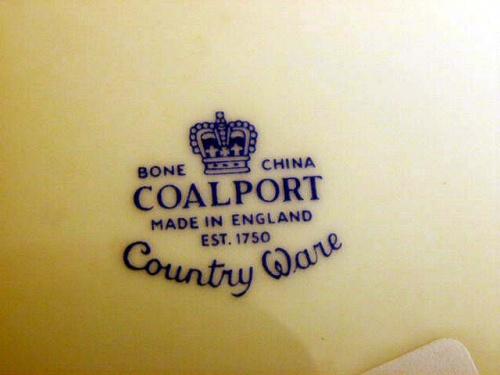 BONE CHINA
COALPORT
MADE IN ENGLAND
EST. 1750
Country Ware